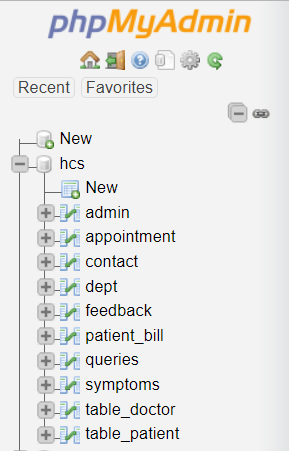 phpMyAdmin
Recent Favorites
New
hcs
New
admin
appointment
contact
dept
feedback
patient_bill
queries
symptoms
table_doctor
table_patient